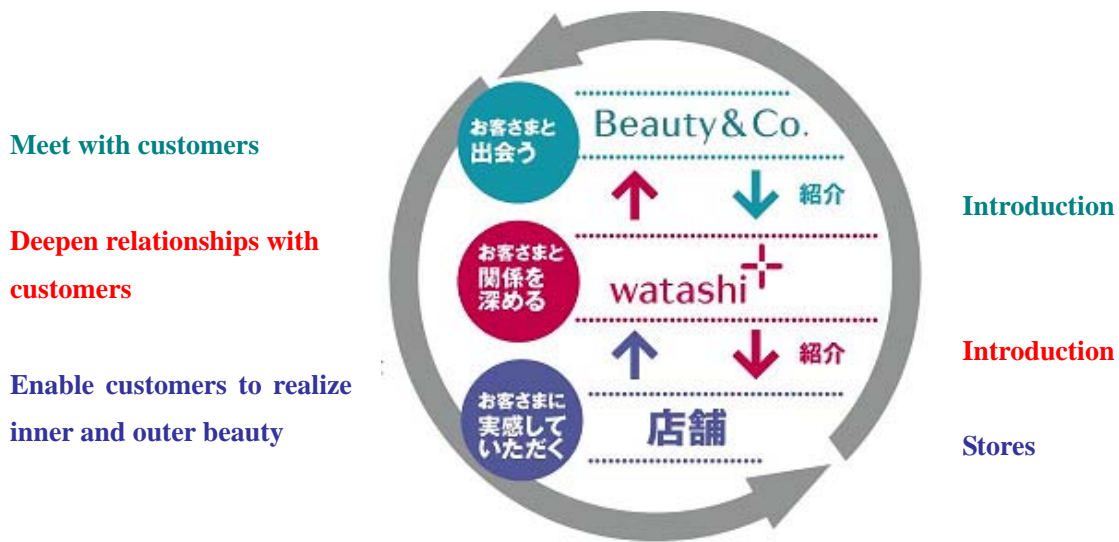 Meet with customers
Deepen relationships with
customers
Enable customers to realize
inner and outer beauty
お客さまと
出会う
Beauty&Co.
紹介
お客さまと
関係を
深める
watashi+
紹介
お客さまに
実感して
いただく
店舗
Introduction
Introduction
Stores